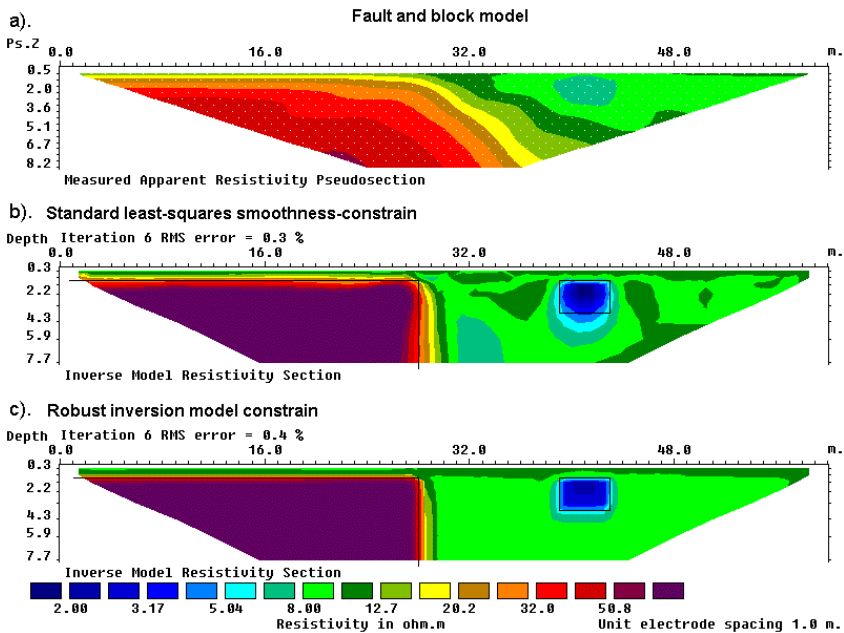 Fault and block model
a).
Ps.Z 0.0 16.0 32.0 48.0 m.
0.5
2.0
3.6
5.1
6.7
8.2
Measured Apparent Resistivity Pseudosection
b). Standard least-squares smoothness-constrain
Depth Iteration 6 RMS error = 0.3 %
0.0 16.0 32.0 48.0 m.
0.3
2.2
4.3
5.9
7.7
Inverse Model Resistivity Section
c). Robust inversion model constrain
Depth Iteration 6 RMS error = 0.4 %
0.0 16.0 32.0 48.0 m.
0.3
2.2
4.3
5.9
7.7
Inverse Model Resistivity Section
2.00 3.17 5.04 8.00 12.7 20.2 32.0 50.8
Resistivity in ohm.m Unit electrode spacing 1.0 m.